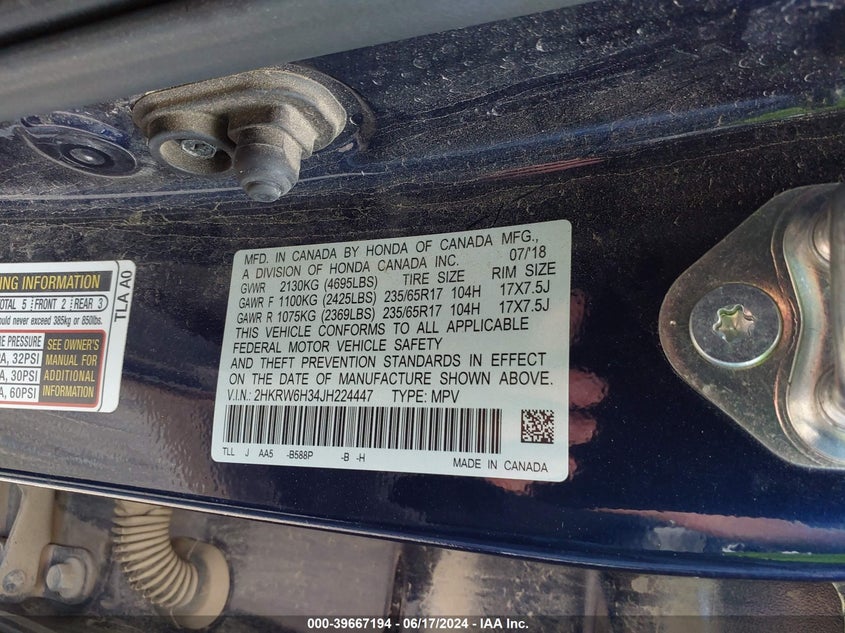 MFD. IN CANADA BY HONDA OF CANADA MFG.,
A DIVISION OF HONDA CANADA INC. 07/'18
GVWR 2130KG (4695LBS) TIRE SIZE RIM SIZE
GAWR F 1100KG (2425LBS) 235/65R17 104H 17X7.5J
GAWR R 1075KG (2369LBS) 235/65R17 104H 17X7.5J
THIS VEHICLE CONFORMS TO ALL APPLICABLE
FEDERAL MOTOR VEHICLE SAFETY
AND THEFT PREVENTION STANDARDS IN EFFECT
ON THE DATE OF MANUFACTURE SHOWN ABOVE.
V.I.N.: 2HKRW6H34JH224447 TYPE: MPV
TLL J AA5 -B588P -B -H
MADE IN CANADA
ING INFORMATION
OTAL 5 FRONT 2 REAR 3
ould never exceed 385kg or 850lbs.
E PRESSURE
A, 32PSI
A, 30PSI
A, 60PSI
SEE OWNER'S
MANUAL FOR
ADDITIONAL
INFORMATION
TLA A0
000-39667194 - 06/17/2024 - IAA Inc.